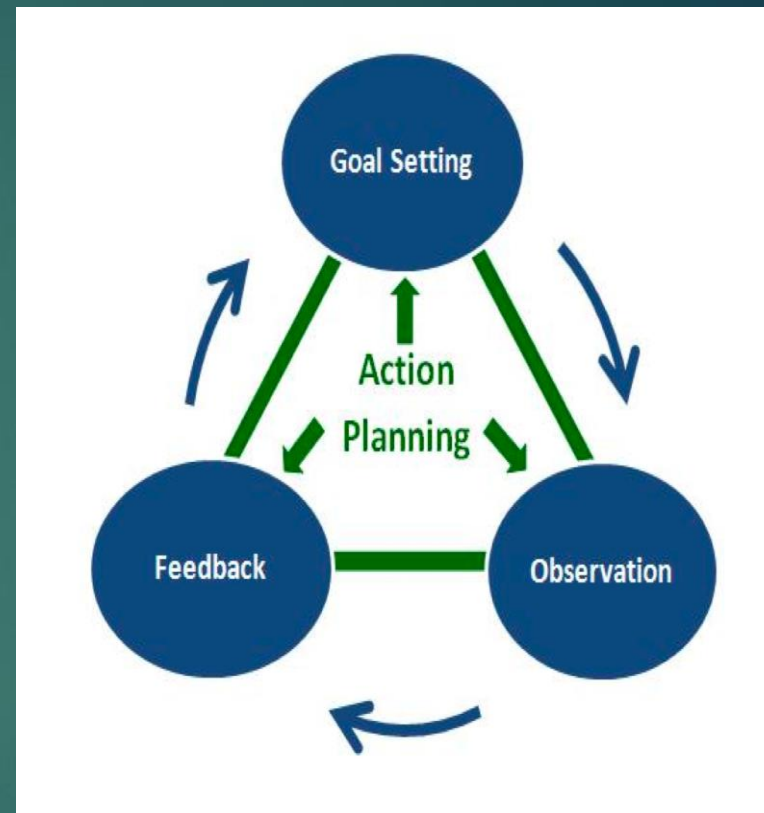 Goal Setting
Action
Planning
Feedback
Observation